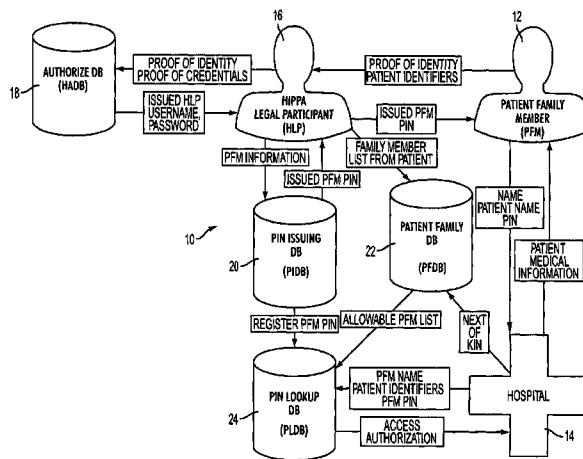 16
12
AUTHORIZE DB
(HADB)
18
PROOF OF IDENTITY
PROOF OF CREDENTIALS
PROOF OF IDENTITY
PATIENT IDENTIFIERS
ISSUED HLP
USERNAME,
PASSWORD
HIPPA
LEGAL PARTICIPANT
(HLP)
ISSUED PFM
PIN
PATIENT FAMILY
MEMBER
(PFM)
PFM INFORMATION
FAMILY MEMBER
LIST FROM PATIENT
ISSUED PFM PIN
NAME
PATIENT NAME,
PIN
10
PIN ISSUING
DB
(PIDB)
20
PATIENT FAMILY
DB
(PFDB)
22
PATIENT
MEDICAL
INFORMATION
REGISTER PFM PIN
ALLOWABLE PFM LIST
NEXT
OF
KIN
PIN LOOKUP
DB
(PLDB)
24
PFM NAME
PATIENT IDENTIFIERS
PFM PIN
HOSPITAL
ACCESS
AUTHORIZATION
14